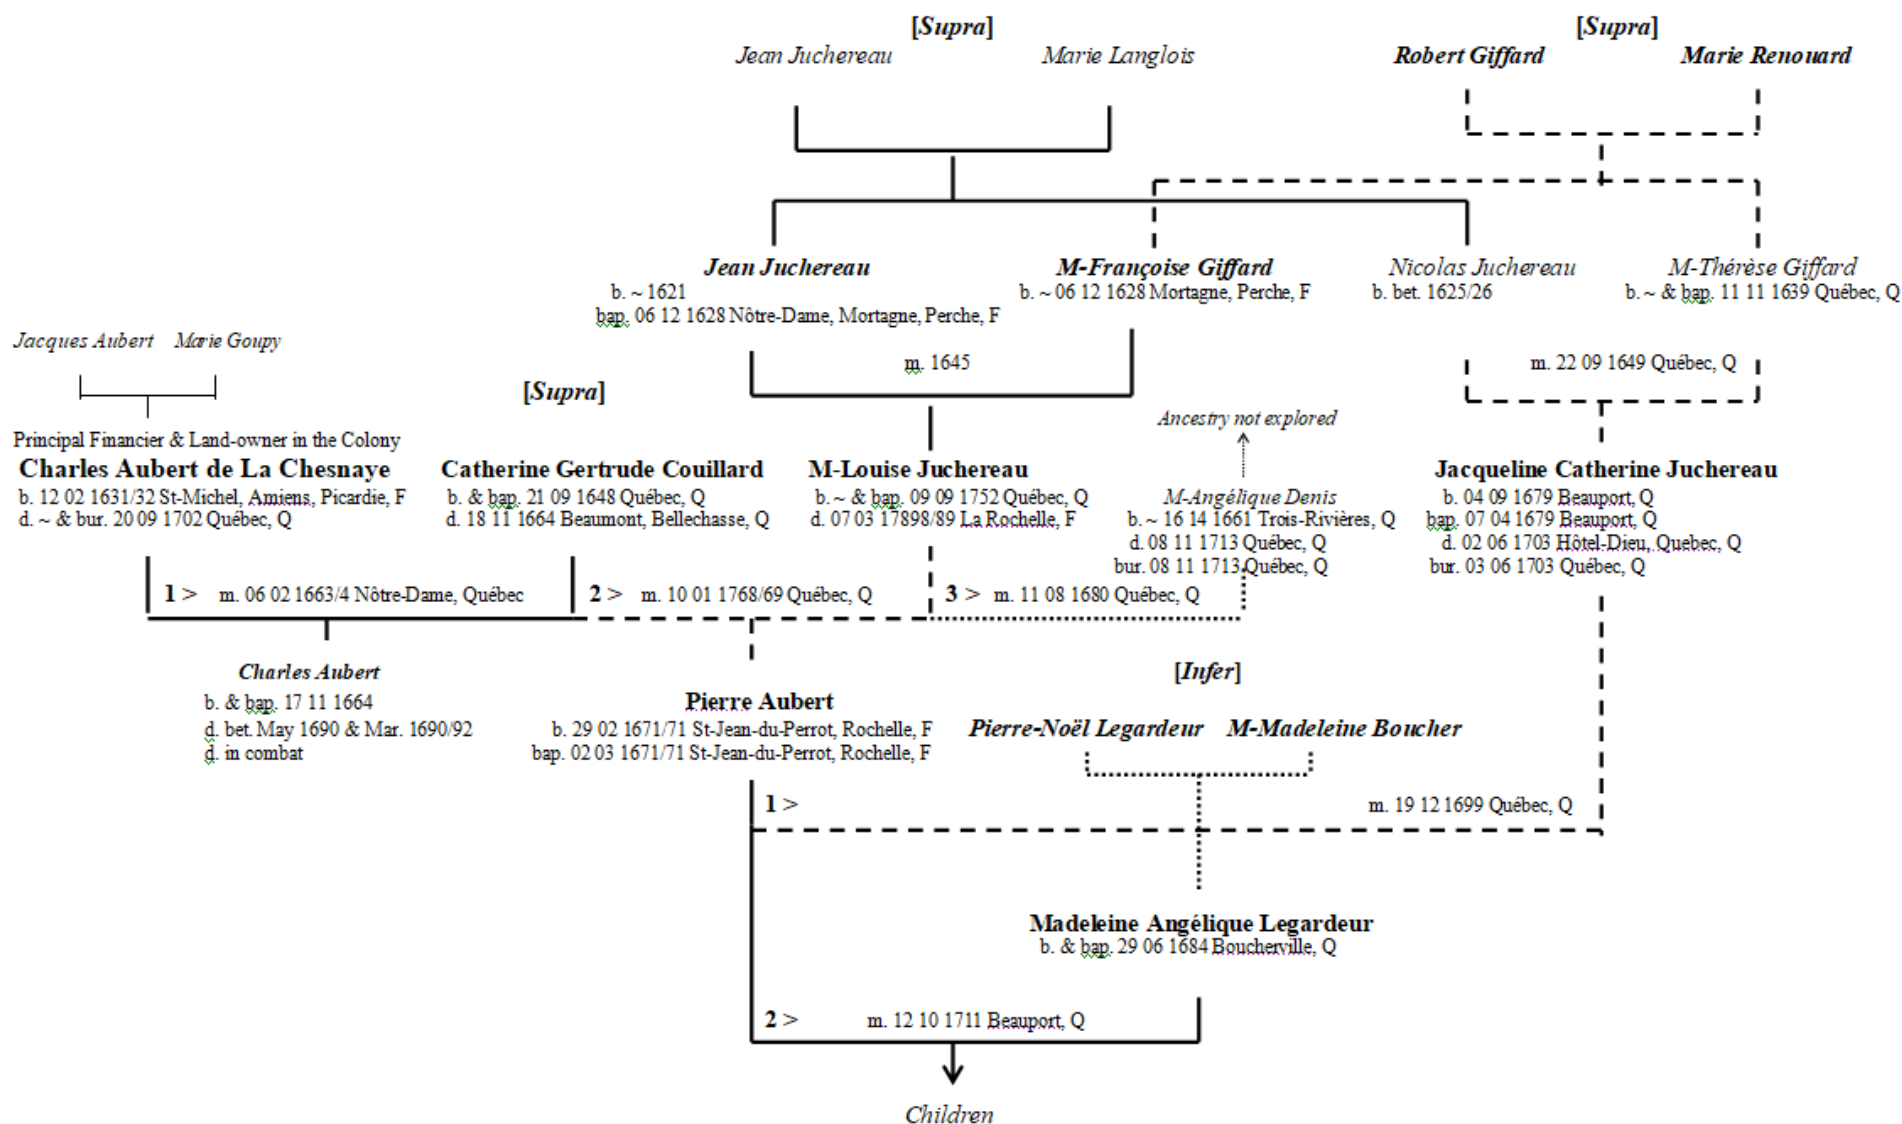 [Supra]
[Supra]
Jean Juchereau
Marie Langlois
Robert Giffard
Marie Renouard
Jean Juchereau
b. ~ 1621
bap. 06 12 1628 Nôtre-Dame, Mortagne, Perche, F
M-Françoise Giffard
b. ~ 06 12 1628 Mortagne, Perche, F
Nicolas Juchereau
b. bet. 1625/26
M-Thérèse Giffard
b. ~ & bap. 11 11 1639 Québec, Q
Jacques Aubert
Marie Goupy
m. 1645
m. 22 09 1649 Québec, Q
[Supra]
Ancestry not explored
Principal Financier & Land-owner in the Colony
Charles Aubert de La Chesnaye
b. 12 02 1631/32 St-Michel, Amiens, Picardie, F
d. ~ & bur. 20 09 1702 Québec, Q
Catherine Gertrude Couillard
b. & bap. 21 09 1648 Québec, Q
d. 18 11 1664 Beaumont, Bellechasse, Q
M-Louise Juchereau
b. ~ & bap. 09 09 1752 Québec, Q
d. 07 03 17898/89 La Rochelle, F
M-Angélique Denis
b. ~ 16 14 1661 Trois-Rivières, Q
d. 08 11 1713 Québec, Q
bur. 08 11 1713 Québec, Q
Jacqueline Catherine Juchereau
b. 04 09 1679 Beauport, Q
bap. 07 04 1679 Beauport, Q
d. 02 06 1703 Hôtel-Dieu, Quebec, Q
bur. 03 06 1703 Québec, Q
1 > m. 06 02 1663/4 Nôtre-Dame, Québec
2 > m. 10 01 1768/69 Québec, Q
3 > m. 11 08 1680 Québec, Q
Charles Aubert
b. & bap. 17 11 1664
d. bet. May 1690 & Mar. 1690/92
d. in combat
Pierre Aubert
b. 29 02 1671/71 St-Jean-du-Perrot, Rochelle, F
bap. 02 03 1671/71 St-Jean-du-Perrot, Rochelle, F
[Infer]
Pierre-Noël Legardeur
M-Madeleine Boucher
1 >
m. 19 12 1699 Québec, Q
Madeleine Angélique Legardeur
b. & bap. 29 06 1684 Boucherville, Q
2 >
m. 12 10 1711 Beauport, Q
Children